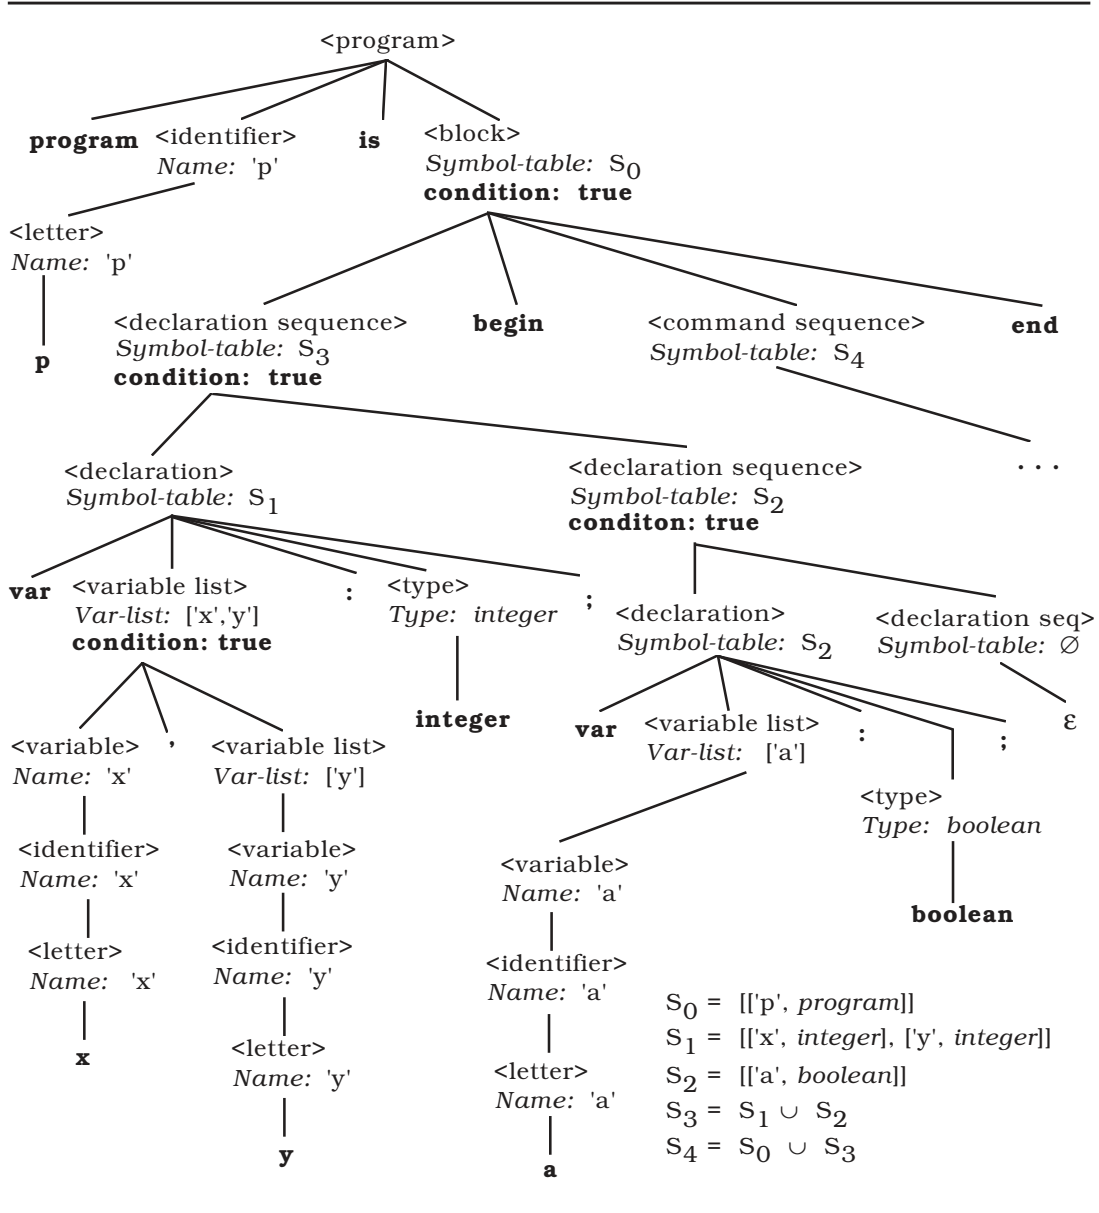 <program>
program <identifier> is <block>
Name: 'p' Symbol-table: S0
condition: true
<letter>
Name: 'p'
<declaration sequence> begin <command sequence> end
Symbol-table: S3 Symbol-table: S4
p condition: true
<declaration> <declaration sequence> . . .
Symbol-table: S1 Symbol-table: S2
conditon: true
var <variable list> : <type> ;
Var-list: ['x','y'] Type: integer <declaration> <declaration seq>
condition: true Symbol-table: S2 Symbol-table: ∅
integer var <variable list> : ; ε
<variable> , <variable list> Var-list: ['a']
Name: 'x' Var-list: ['y']
<type>
Type: boolean
<identifier> <variable> <variable>
Name: 'x' Name: 'y' Name: 'a'
boolean
<letter> <identifier> <identifier>
Name: 'x' Name: 'y' Name: 'a'
S0 = [['p', program]]
x <letter> S1 = [['x', integer], ['y', integer]]
Name: 'y' <letter> S2 = [['a', boolean]]
Name: 'a' S3 = S1 ∪ S2
y S4 = S0 ∪ S3
a